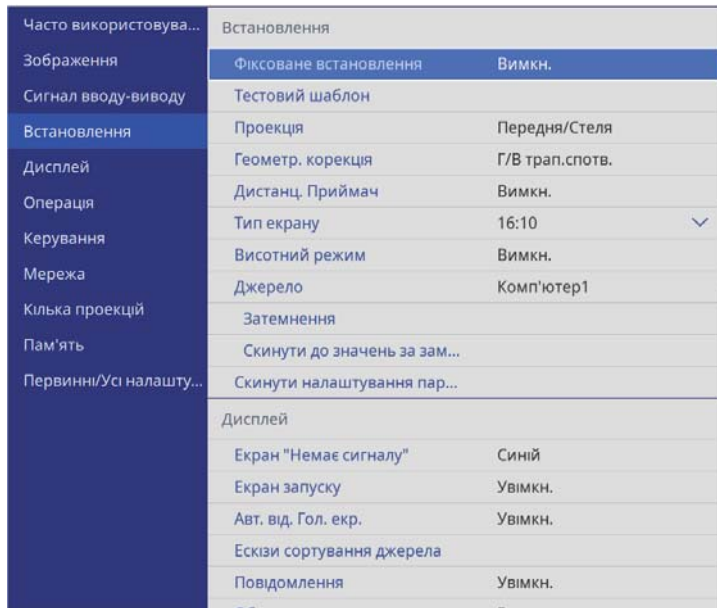 Часто використовува...
Зображення
Сигнал вводу-виводу
Встановлення
Дисплей
Операція
Керування
Мережа
Кілька проекцій
Пам'ять
Первинні/Усі налашту...
Встановлення
Фіксоване встановлення Вимкн.
Тестовий шаблон
Проекція Передня/Стеля
Геометр. корекція Г/В трап.спотв.
Дистанц. Приймач Вимкн.
Тип екрану 16:10
Висотний режим Вимкн.
Джерело Комп'ютер1
Затемнення
Скинути до значень за зам...
Скинути налаштування пар...
Дисплей
Екран "Немає сигналу" Синій
Екран запуску Увімкн.
Авт. від. Гол. екр. Увімкн.
Ескізи сортування джерела
Повідомлення Увімкн.